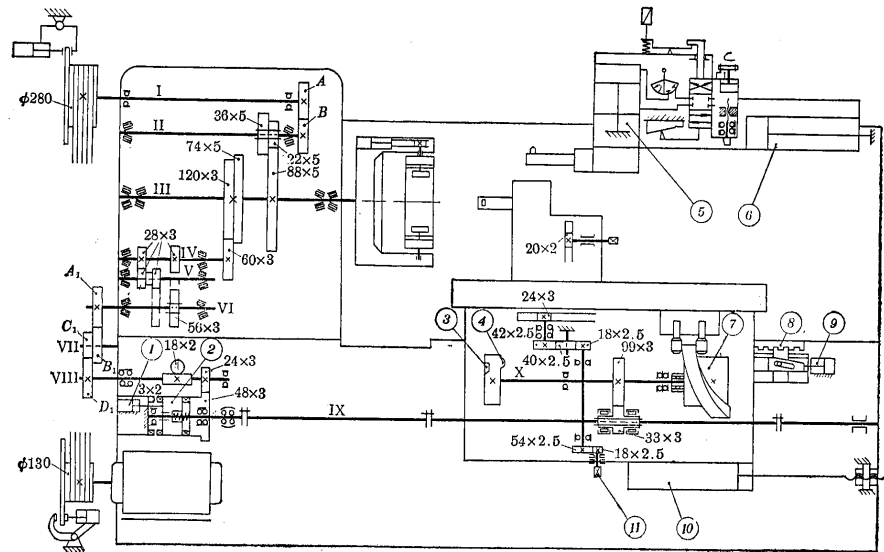 φ280
I
A
36×5
II
B
22×5
74×5
88×5
120×3
III
28×3
IV
60×3
V
A₁
VI
56×3
C₁
18×2
VII
B₁
1
2
24×3
VIII
3×2
48×3
D₁
IX
φ130
5
6
20×2
24×3
3
4
42×2.5
18×2.5
7
8
9
40×2.5
99×3
X
33×3
54×2.5
18×2.5
11
10